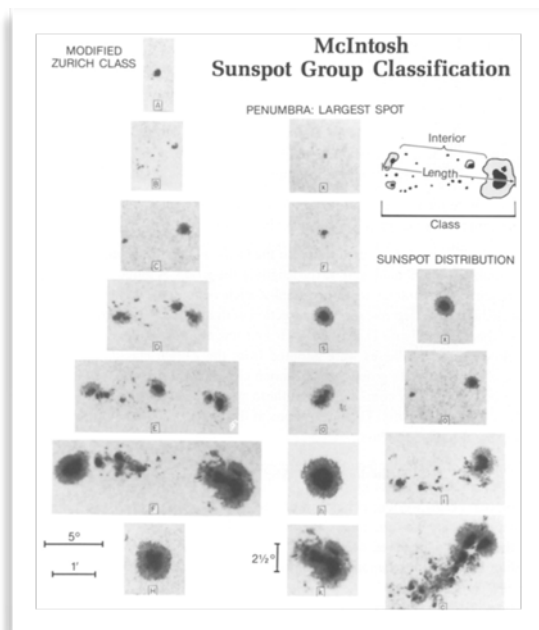 McIntosh
Sunspot Group Classification
MODIFIED
ZURICH CLASS
A
B
C
D
E
F
H
5°
1'
PENUMBRA: LARGEST SPOT
R
S
h
k
2½°
Interior
Length
Class
SUNSPOT DISTRIBUTION
X
O
I